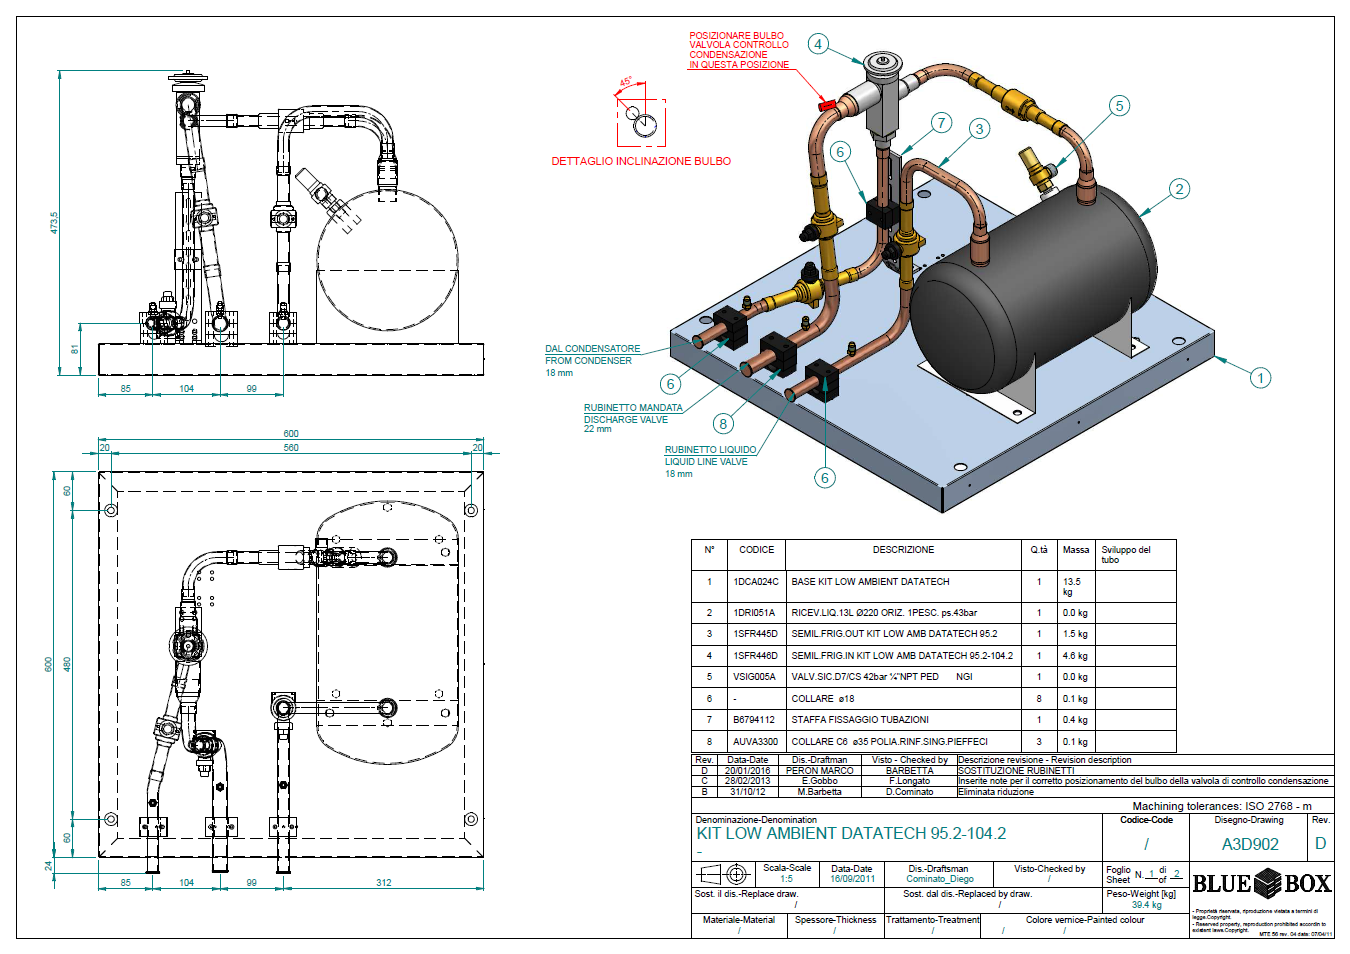 POSIZIONARE BULBO
VALVOLA CONTROLLO
CONDENSAZIONE
IN QUESTA POSIZIONE
45°
DETTAGLIO INCLINAZIONE BULBO
4
5
7
3
6
2
1
DAL CONDENSATORE
FROM CONDENSER
18 mm
6
RUBINETTO MANDATA
DISCHARGE VALVE
22 mm
8
RUBINETTO LIQUIDO
LIQUID LINE VALVE
18 mm
6
473,5
81
85 104 99
600
20 560 20
60
480
600
60
24
85 104 99 312
N° CODICE DESCRIZIONE Q.tà Massa Sviluppo del
tubo
1 1DCA024C BASE KIT LOW AMBIENT DATATECH 1 13.5
kg
2 1DRI051A RICEV.LIQ.13L Ø220 ORIZ. 1PESC. ps.43bar 1 0.0 kg
3 1SFR445D SEMIL.FRIG.OUT KIT LOW AMB DATATECH 95.2 1 1.5 kg
4 1SFR446D SEMIL.FRIG.IN KIT LOW AMB DATATECH 95.2-104.2 1 4.6 kg
5 VSIG005A VALV.SIC.D7/CS 42bar ¼"NPT PED NGI 1 0.0 kg
6 - COLLARE ø18 8 0.1 kg
7 B6794112 STAFFA FISSAGGIO TUBAZIONI 1 0.4 kg
8 AUVA3300 COLLARE C6 ø35 POLIA.RINF.SING.PIEFFECI 3 0.1 kg
Rev. Data-Date Dis.-Draftman Visto - Checked by Descrizione revisione - Revision description
D 20/01/2016 PERON MARCO BARBETTA SOSTITUZIONE RUBINETTI
C 28/02/2013 E.Gobbo F.Longato Inserite note per il corretto posizionamento del bulbo della valvola di controllo condensazione
B 31/10/12 M.Barbetta D.Cominato Eliminata riduzione
Machining tolerances: ISO 2768 - m
Denominazione-Denomination Codice-Code Disegno-Drawing Rev.
KIT LOW AMBIENT DATATECH 95.2-104.2 / A3D902 D
-
Scala-Scale Data-Date Dis.-Draftsman Visto-Checked by Foglio N. 1 di 2
1:5 16/09/2011 Cominato_Diego / Sheet of
BLUE BOX
Sost. il dis.-Replace draw. Sost. dal dis.-Replaced by draw. Peso-Weight [kg]
/ / 39.4 kg
Materiale-Material Spessore-Thickness Trattamento-Treatment Colore vernice-Painted colour
/ / / / /
- Proprietà riservata, riproduzione vietata a termini di
legge.Copyright.
- Reserved property, reproduction prohibited accordin to
existent laws.Copyright.
MTE 56 rev. 04 date: 07/04/11